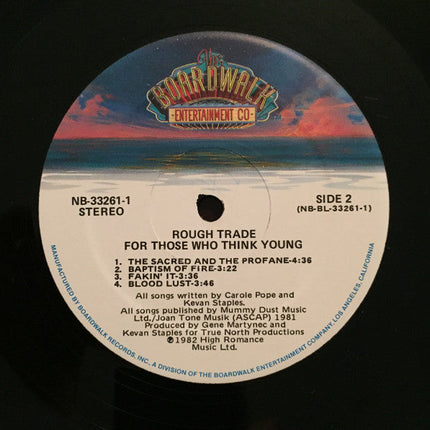 The
BOARDWALK
-ENTERTAINMENT CO-
NB-33261-1
STEREO
SIDE 2
(NB-BL-33261-1)
ROUGH TRADE
FOR THOSE WHO THINK YOUNG
1. THE SACRED AND THE PROFANE-4:36
2. BAPTISM OF FIRE-3:22
3. FAKIN' IT-3:36
4. BLOOD LUST-3:46
All songs written by Carole Pope and
Kevan Staples.
All songs published by Mummy Dust Music
Ltd./Joan Tone Musik (ASCAP) 1981
Produced by Gene Martynec and
Kevan Staples for True North Productions
℗1982 High Romance
Music Ltd.
MANUFACTURED BY BOARDWALK RECORDS, INC., A DIVISION OF THE BOARDWALK ENTERTAINMENT COMPANY, LOS ANGELES, CALIFORNIA